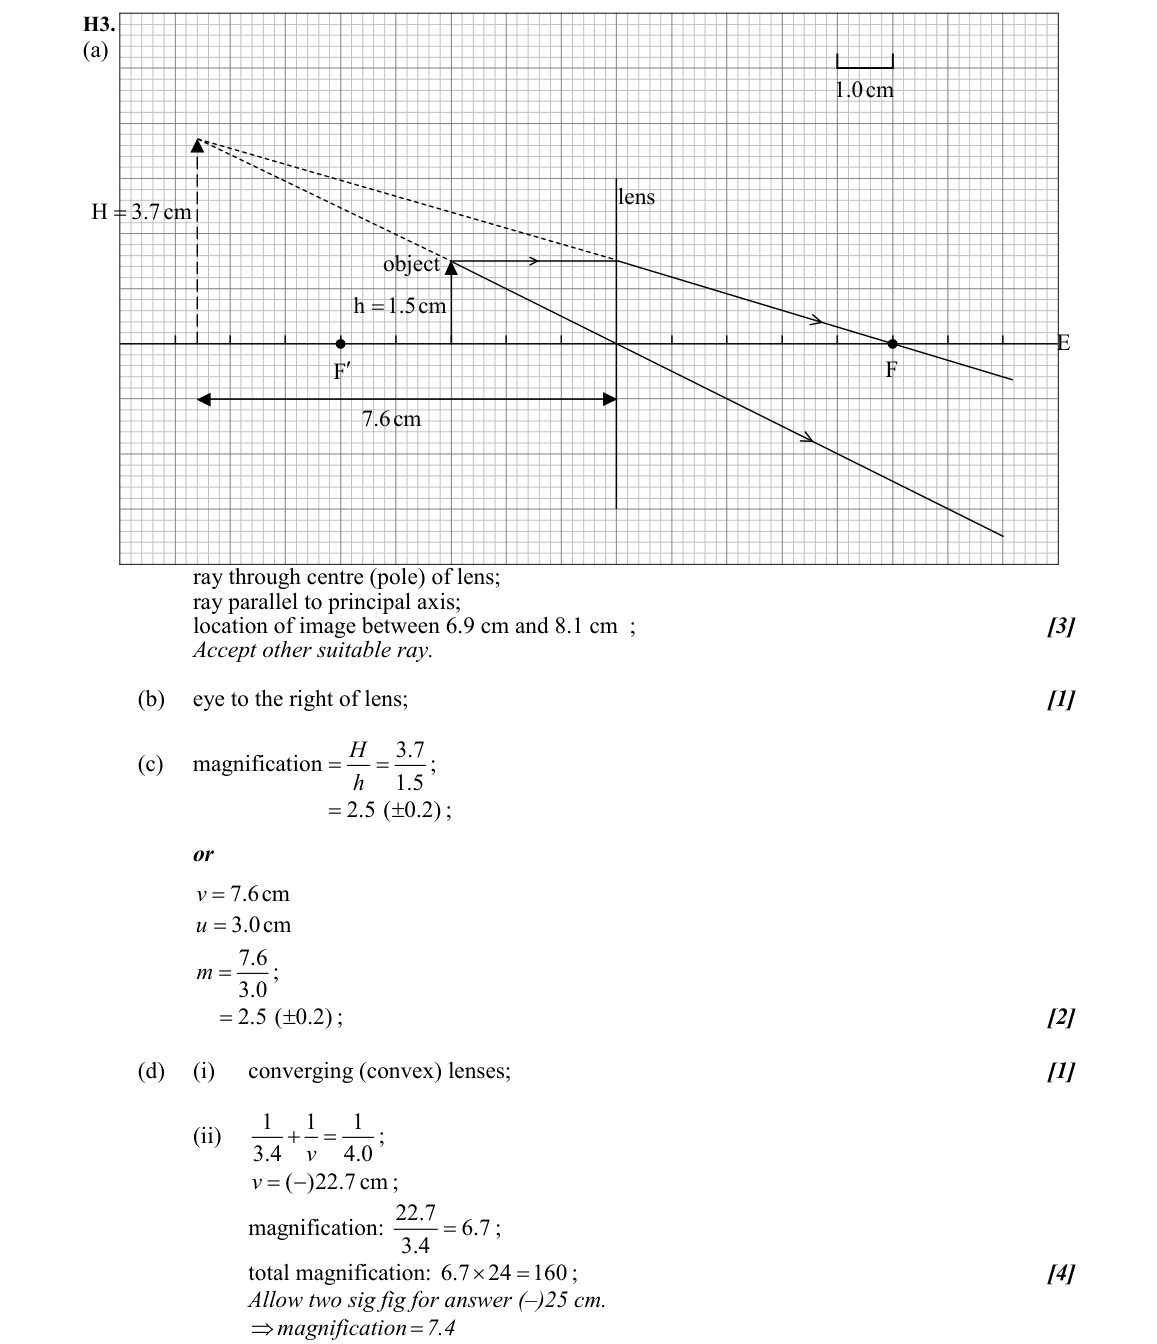 H3.
(a)
1.0 cm
lens
H = 3.7 cm
object
h = 1.5 cm
E
F′
F
7.6 cm
ray through centre (pole) of lens;
ray parallel to principal axis;
location of image between 6.9 cm and 8.1 cm ; [3]
Accept other suitable ray.
(b) eye to the right of lens; [1]
(c) magnification = H/h = 3.7/1.5 ;
= 2.5 (±0.2) ;
or
v = 7.6 cm
u = 3.0 cm
m = 7.6/3.0 ;
= 2.5 (±0.2) ; [2]
(d) (i) converging (convex) lenses; [1]
(ii) 1/3.4 + 1/v = 1/4.0 ;
v = (−)22.7 cm ;
magnification: 22.7/3.4 = 6.7 ;
total magnification: 6.7 × 24 = 160 ; [4]
Allow two sig fig for answer (–)25 cm.
⇒ magnification = 7.4